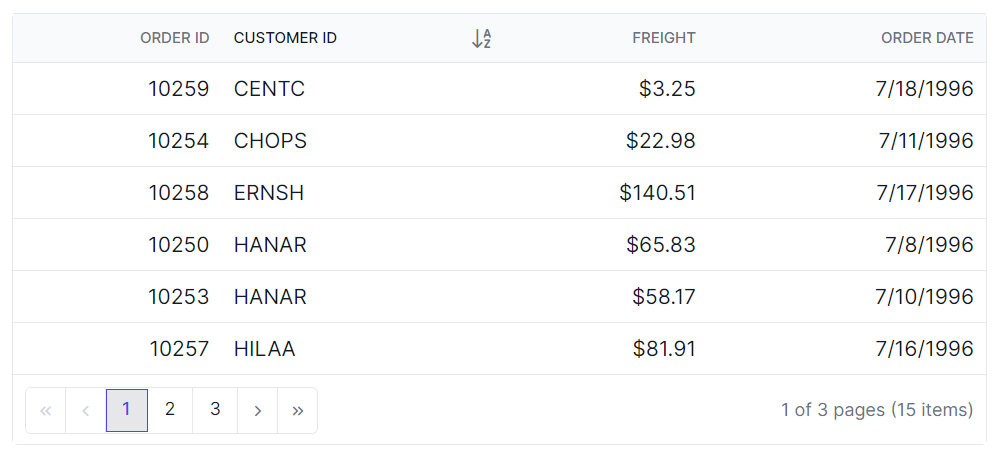 ORDER ID CUSTOMER ID FREIGHT ORDER DATE
10259 CENTC $3.25 7/18/1996
10254 CHOPS $22.98 7/11/1996
10258 ERNSH $140.51 7/17/1996
10250 HANAR $65.83 7/8/1996
10253 HANAR $58.17 7/10/1996
10257 HILAA $81.91 7/16/1996
« ‹ 1 2 3 › » 1 of 3 pages (15 items)